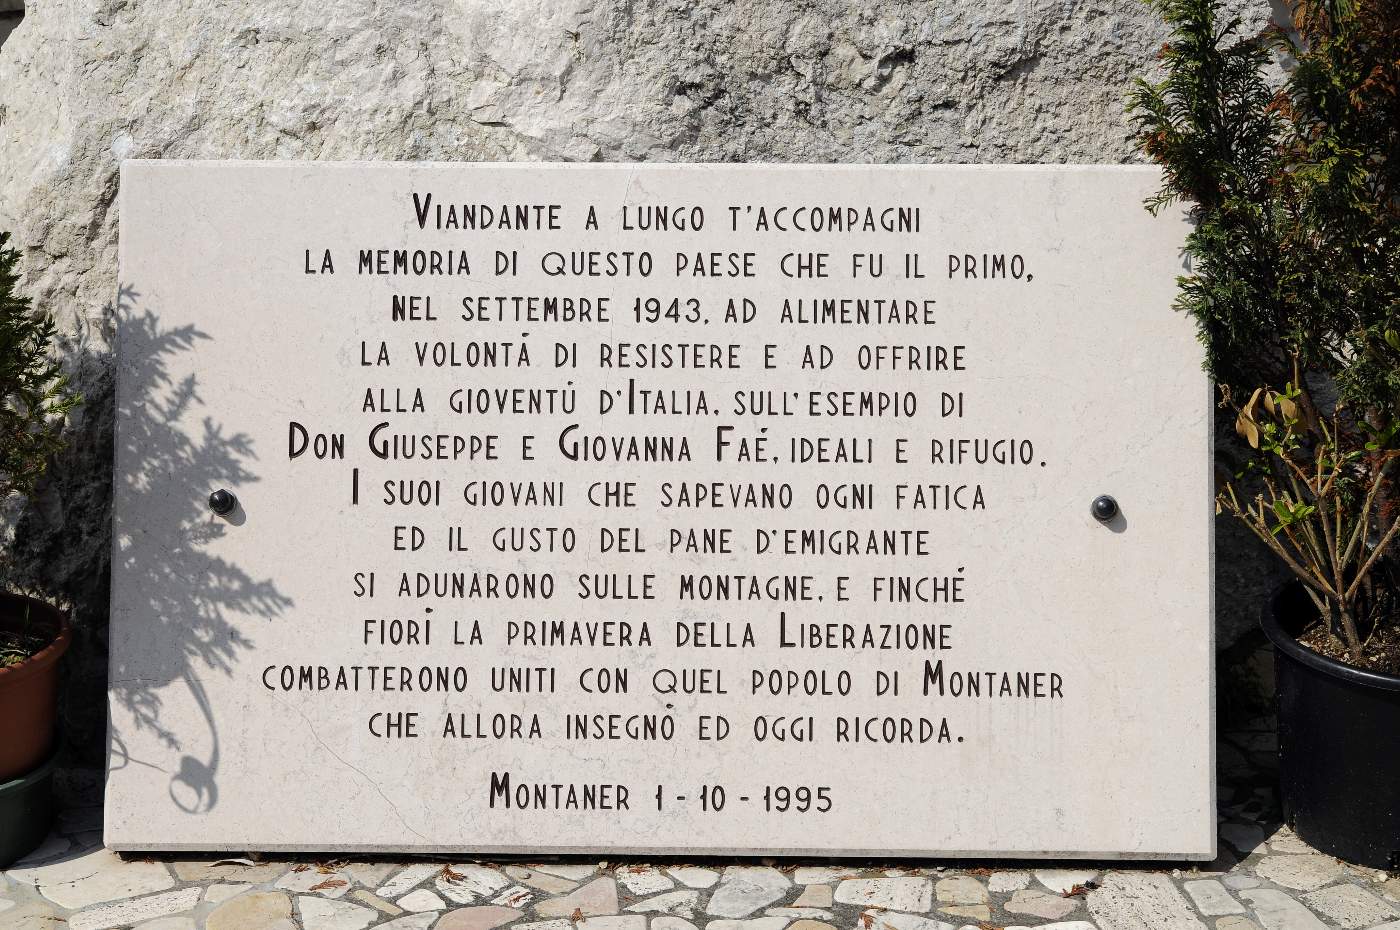 VIANDANTE A LUNGO T'ACCOMPAGNI
LA MEMORIA DI QUESTO PAESE CHE FU IL PRIMO,
NEL SETTEMBRE 1943, AD ALIMENTARE
LA VOLONTÁ DI RESISTERE E AD OFFRIRE
ALLA GIOVENTÚ D'ITALIA, SULL'ESEMPIO DI
DON GIUSEPPE E GIOVANNA FAÉ, IDEALI E RIFUGIO.
I SUOI GIOVANI CHE SAPEVANO OGNI FATICA
ED IL GUSTO DEL PANE D'EMIGRANTE
SI ADUNARONO SULLE MONTAGNE, E FINCHÉ
FIORÍ LA PRIMAVERA DELLA LIBERAZIONE
COMBATTERONO UNITI CON QUEL POPOLO DI MONTANER
CHE ALLORA INSEGNÒ ED OGGI RICORDA.
MONTANER 1-10-1995